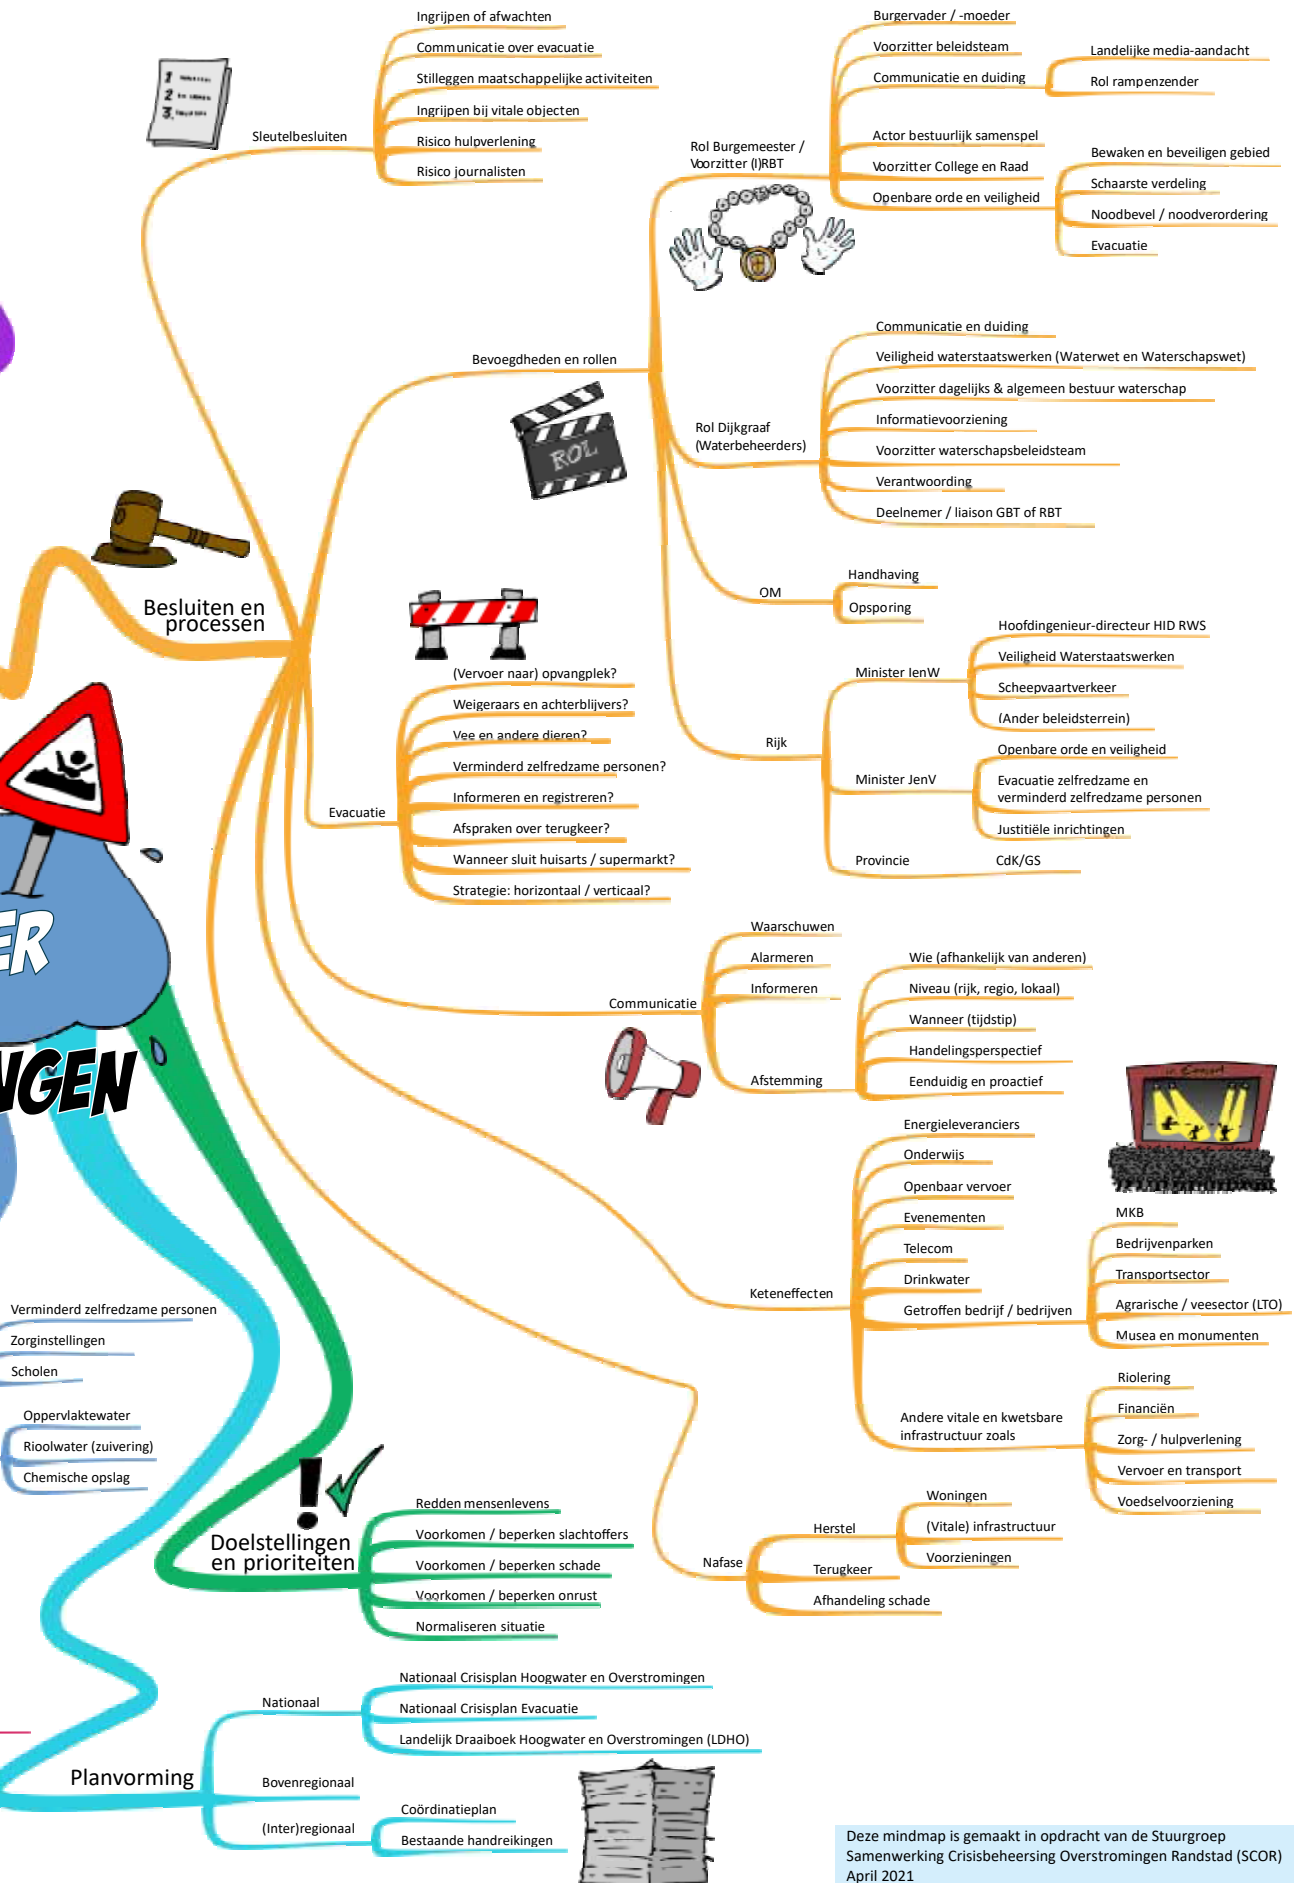 Ingrijpen of afwachten
Communicatie over evacuatie
Stilleggen maatschappelijke activiteiten
Ingrijpen bij vitale objecten
Risico hulpverlening
Risico journalisten
Sleutelbesluiten
1
2
3.
Burgervader / -moeder
Voorzitter beleidsteam
Communicatie en duiding
Landelijke media-aandacht
Rol rampenzender
Rol Burgemeester /
Voorzitter (I)RBT
Actor bestuurlijk samenspel
Voorzitter College en Raad
Openbare orde en veiligheid
Bewaken en beveiligen gebied
Schaarste verdeling
Noodbevel / noodverordering
Evacuatie
Bevoegdheden en rollen
ROL
Communicatie en duiding
Veiligheid waterstaatswerken (Waterwet en Waterschapswet)
Voorzitter dagelijks & algemeen bestuur waterschap
Informatievoorziening
Voorzitter waterschapsbeleidsteam
Verantwoording
Deelnemer / liaison GBT of RBT
Rol Dijkgraaf
(Waterbeheerders)
OM
Handhaving
Opsporing
Besluiten en
processen
Rijk
Minister IenW
Hoofdingenieur-directeur HID RWS
Veiligheid Waterstaatswerken
Scheepvaartverkeer
(Ander beleidsterrein)
Minister JenV
Openbare orde en veiligheid
Evacuatie zelfredzame en
verminderd zelfredzame personen
Justitiële inrichtingen
Provincie
CdK/GS
Evacuatie
(Vervoer naar) opvangplek?
Weigeraars en achterblijvers?
Vee en andere dieren?
Verminderd zelfredzame personen?
Informeren en registreren?
Afspraken over terugkeer?
Wanneer sluit huisarts / supermarkt?
Strategie: horizontaal / verticaal?
ER
NGEN
Communicatie
Waarschuwen
Alarmeren
Informeren
Afstemming
Wie (afhankelijk van anderen)
Niveau (rijk, regio, lokaal)
Wanneer (tijdstip)
Handelingsperspectief
Eenduidig en proactief
Keteneffecten
Energieleveranciers
Onderwijs
Openbaar vervoer
Evenementen
Telecom
Drinkwater
Getroffen bedrijf / bedrijven
MKB
Bedrijvenparken
Transportsector
Agrarische / veesector (LTO)
Musea en monumenten
Andere vitale en kwetsbare
infrastructuur zoals
Riolering
Financiën
Zorg- / hulpverlening
Vervoer en transport
Voedselvoorziening
Verminderd zelfredzame personen
Zorginstellingen
Scholen
Oppervlaktewater
Rioolwater (zuivering)
Chemische opslag
Doelstellingen
en prioriteiten
Redden mensenlevens
Voorkomen / beperken slachtoffers
Voorkomen / beperken schade
Voorkomen / beperken onrust
Normaliseren situatie
Nafase
Herstel
Woningen
(Vitale) infrastructuur
Voorzieningen
Terugkeer
Afhandeling schade
Planvorming
Nationaal
Nationaal Crisisplan Hoogwater en Overstromingen
Nationaal Crisisplan Evacuatie
Landelijk Draaiboek Hoogwater en Overstromingen (LDHO)
Bovenregionaal
(Inter)regionaal
Coördinatieplan
Bestaande handreikingen
Deze mindmap is gemaakt in opdracht van de Stuurgroep
Samenwerking Crisisbeheersing Overstromingen Randstad (SCOR)
April 2021